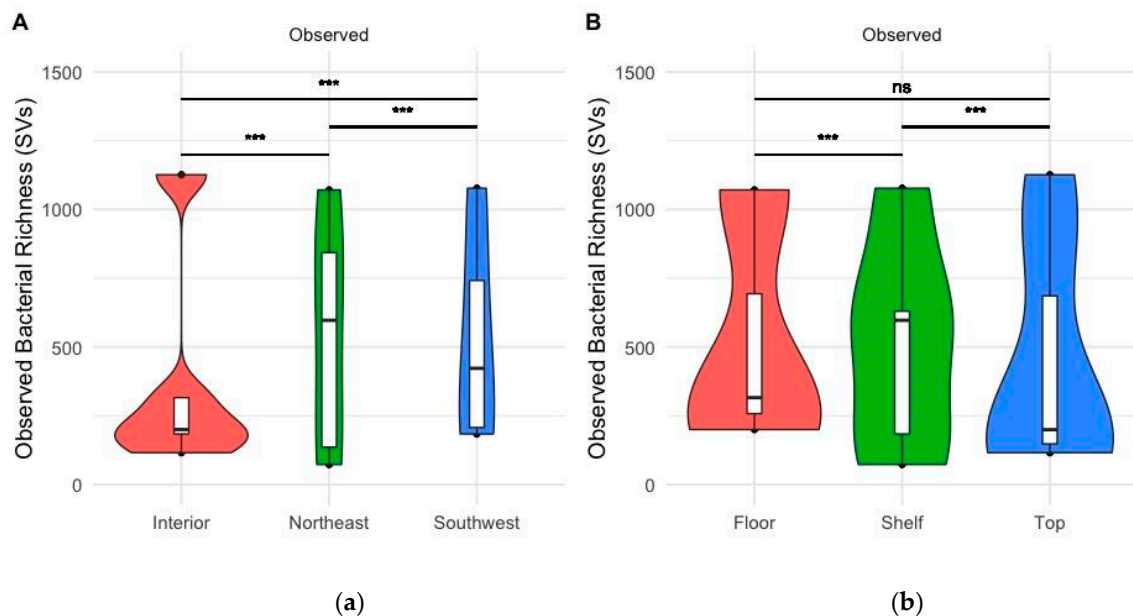 A
Observed
Observed Bacterial Richness (SVs)
1500
1000
500
0
***
***
***
Interior
Northeast
Southwest
(a)
B
Observed
Observed Bacterial Richness (SVs)
1500
1000
500
0
ns
***
***
Floor
Shelf
Top
(b)